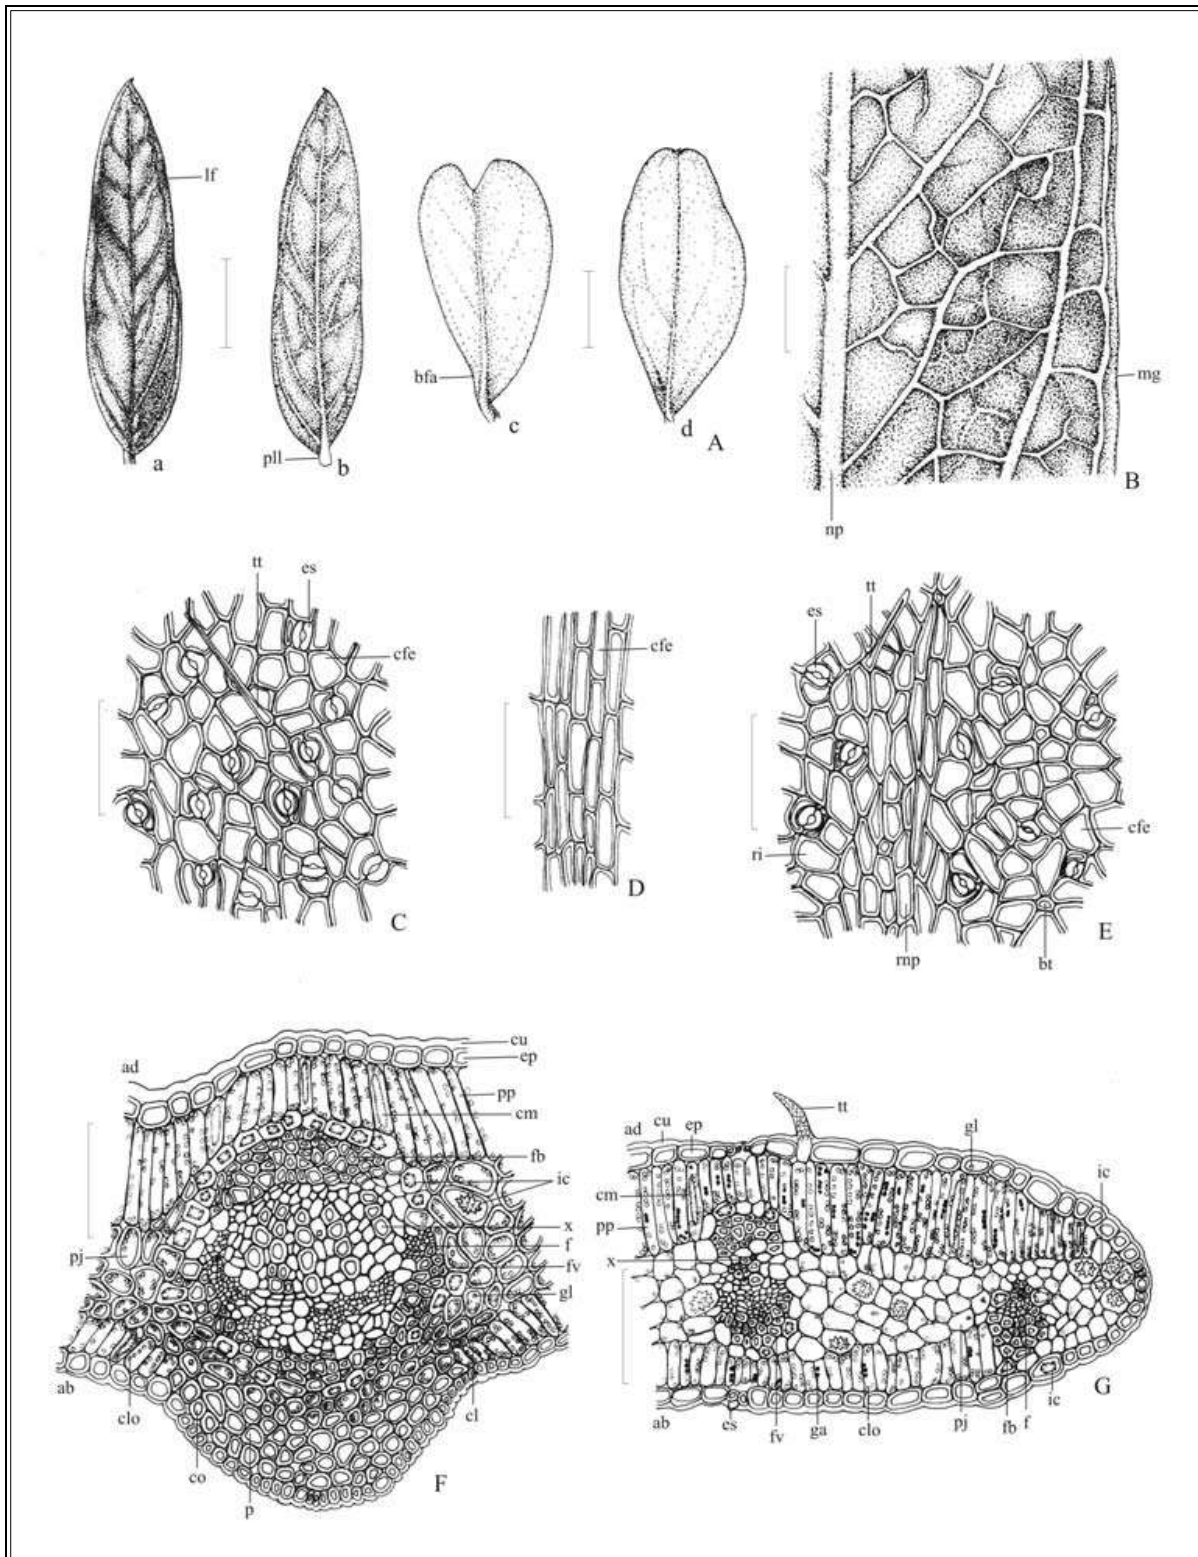 lf
bfa
pll
a
b
c
d
A
B
mg
np
tt
es
cfe
C
cfe
D
es
tt
cfe
ri
E
rnp
bt
ad
cu
ep
pp
cm
fb
ic
x
f
fv
gl
pj
ab
clo
cl
co
p
F
tt
ad
cu
ep
gl
ic
cm
pp
x
G
ic
ab
es
fv
ga
clo
pj
fb
f